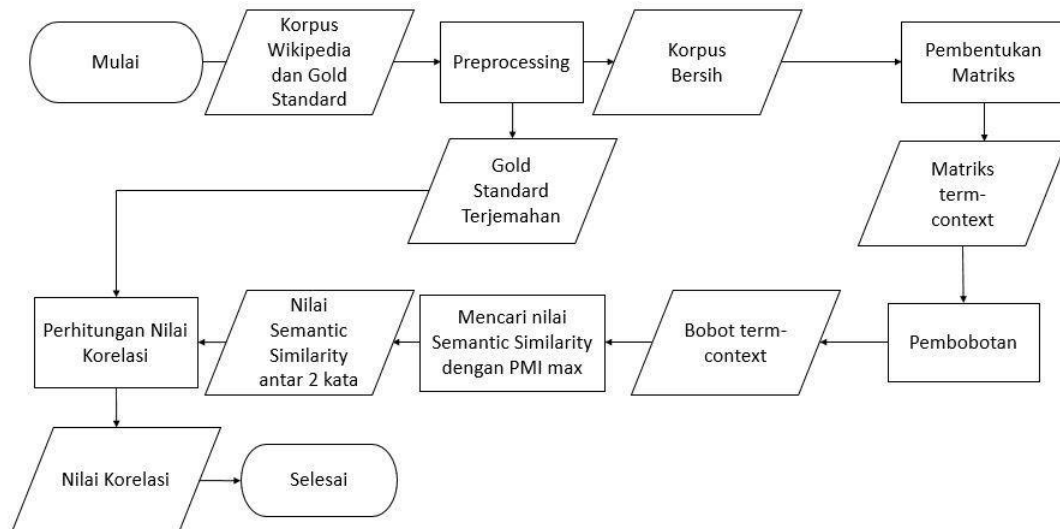 Mulai
Korpus
Wikipedia
dan Gold
Standard
Preprocessing
Korpus
Bersih
Pembentukan
Matriks
Gold
Standard
Terjemahan
Matriks
term-
context
Perhitungan Nilai
Korelasi
Nilai
Semantic
Similarity
antar 2 kata
Mencari nilai
Semantic Similarity
dengan PMI max
Bobot term-
context
Pembobotan
Nilai Korelasi
Selesai